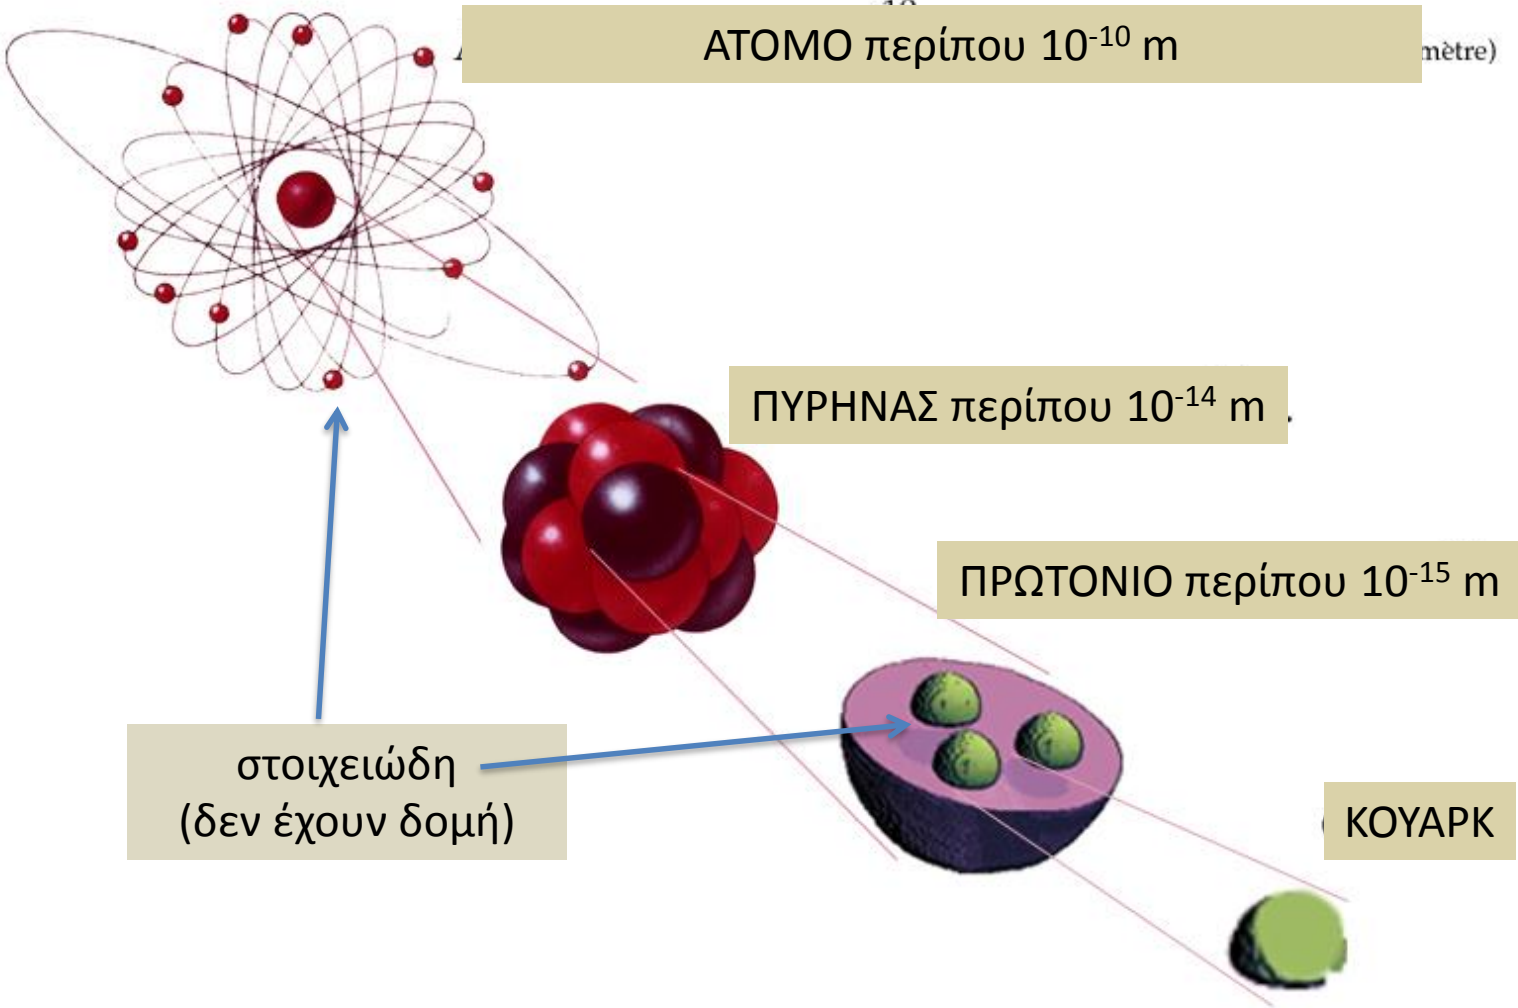 ΑΤΟΜΟ περίπου 10⁻¹⁰ m
mètre)
ΠΥΡΗΝΑΣ περίπου 10⁻¹⁴ m .
ΠΡΩΤΟΝΙΟ περίπου 10⁻¹⁵ m
στοιχειώδη
(δεν έχουν δομή)
ΚΟΥΑΡΚ